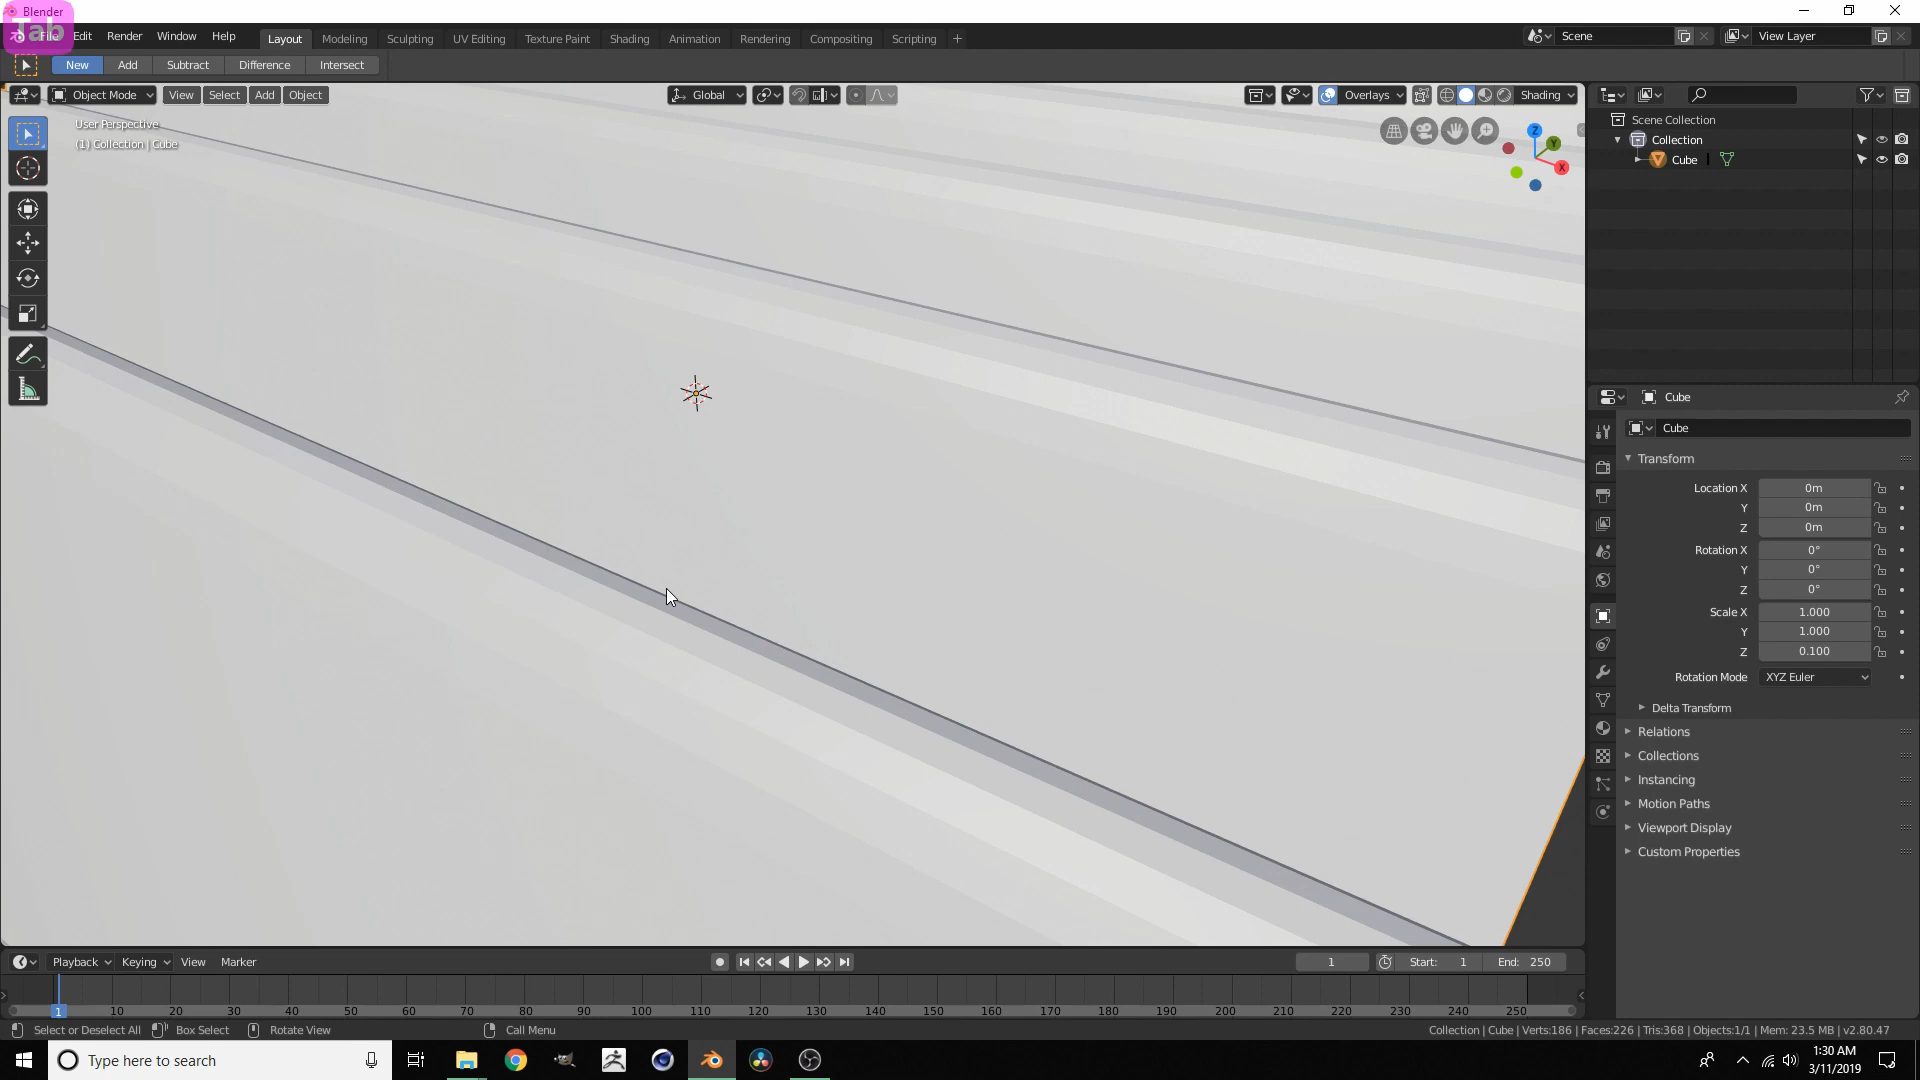 Blender
Tab
File Edit Render Window Help Layout Modeling Sculpting UV Editing Texture Paint Shading Animation Rendering Compositing Scripting + Scene View Layer
New Add Subtract Difference Intersect
Object Mode View Select Add Object Global Overlays Shading
User Perspective
(1) Collection | Cube
Z
Y
X
Scene Collection
Collection
Cube
Cube
Cube
Transform
Location X 0m
Y 0m
Z 0m
Rotation X 0°
Y 0°
Z 0°
Scale X 1.000
Y 1.000
Z 0.100
Rotation Mode XYZ Euler
Delta Transform
Relations
Collections
Instancing
Motion Paths
Viewport Display
Custom Properties
Playback Keying View Marker 1 Start: 1 End: 250
1 10 20 30 40 50 60 70 80 90 100 110 120 130 140 150 160 170 180 190 200 210 220 230 240 250
Select or Deselect All Box Select Rotate View Call Menu Collection | Cube | Verts:186 | Faces:226 | Tris:368 | Objects:1/1 | Mem: 23.5 MB | v2.80.47
Type here to search
1:30 AM
3/11/2019